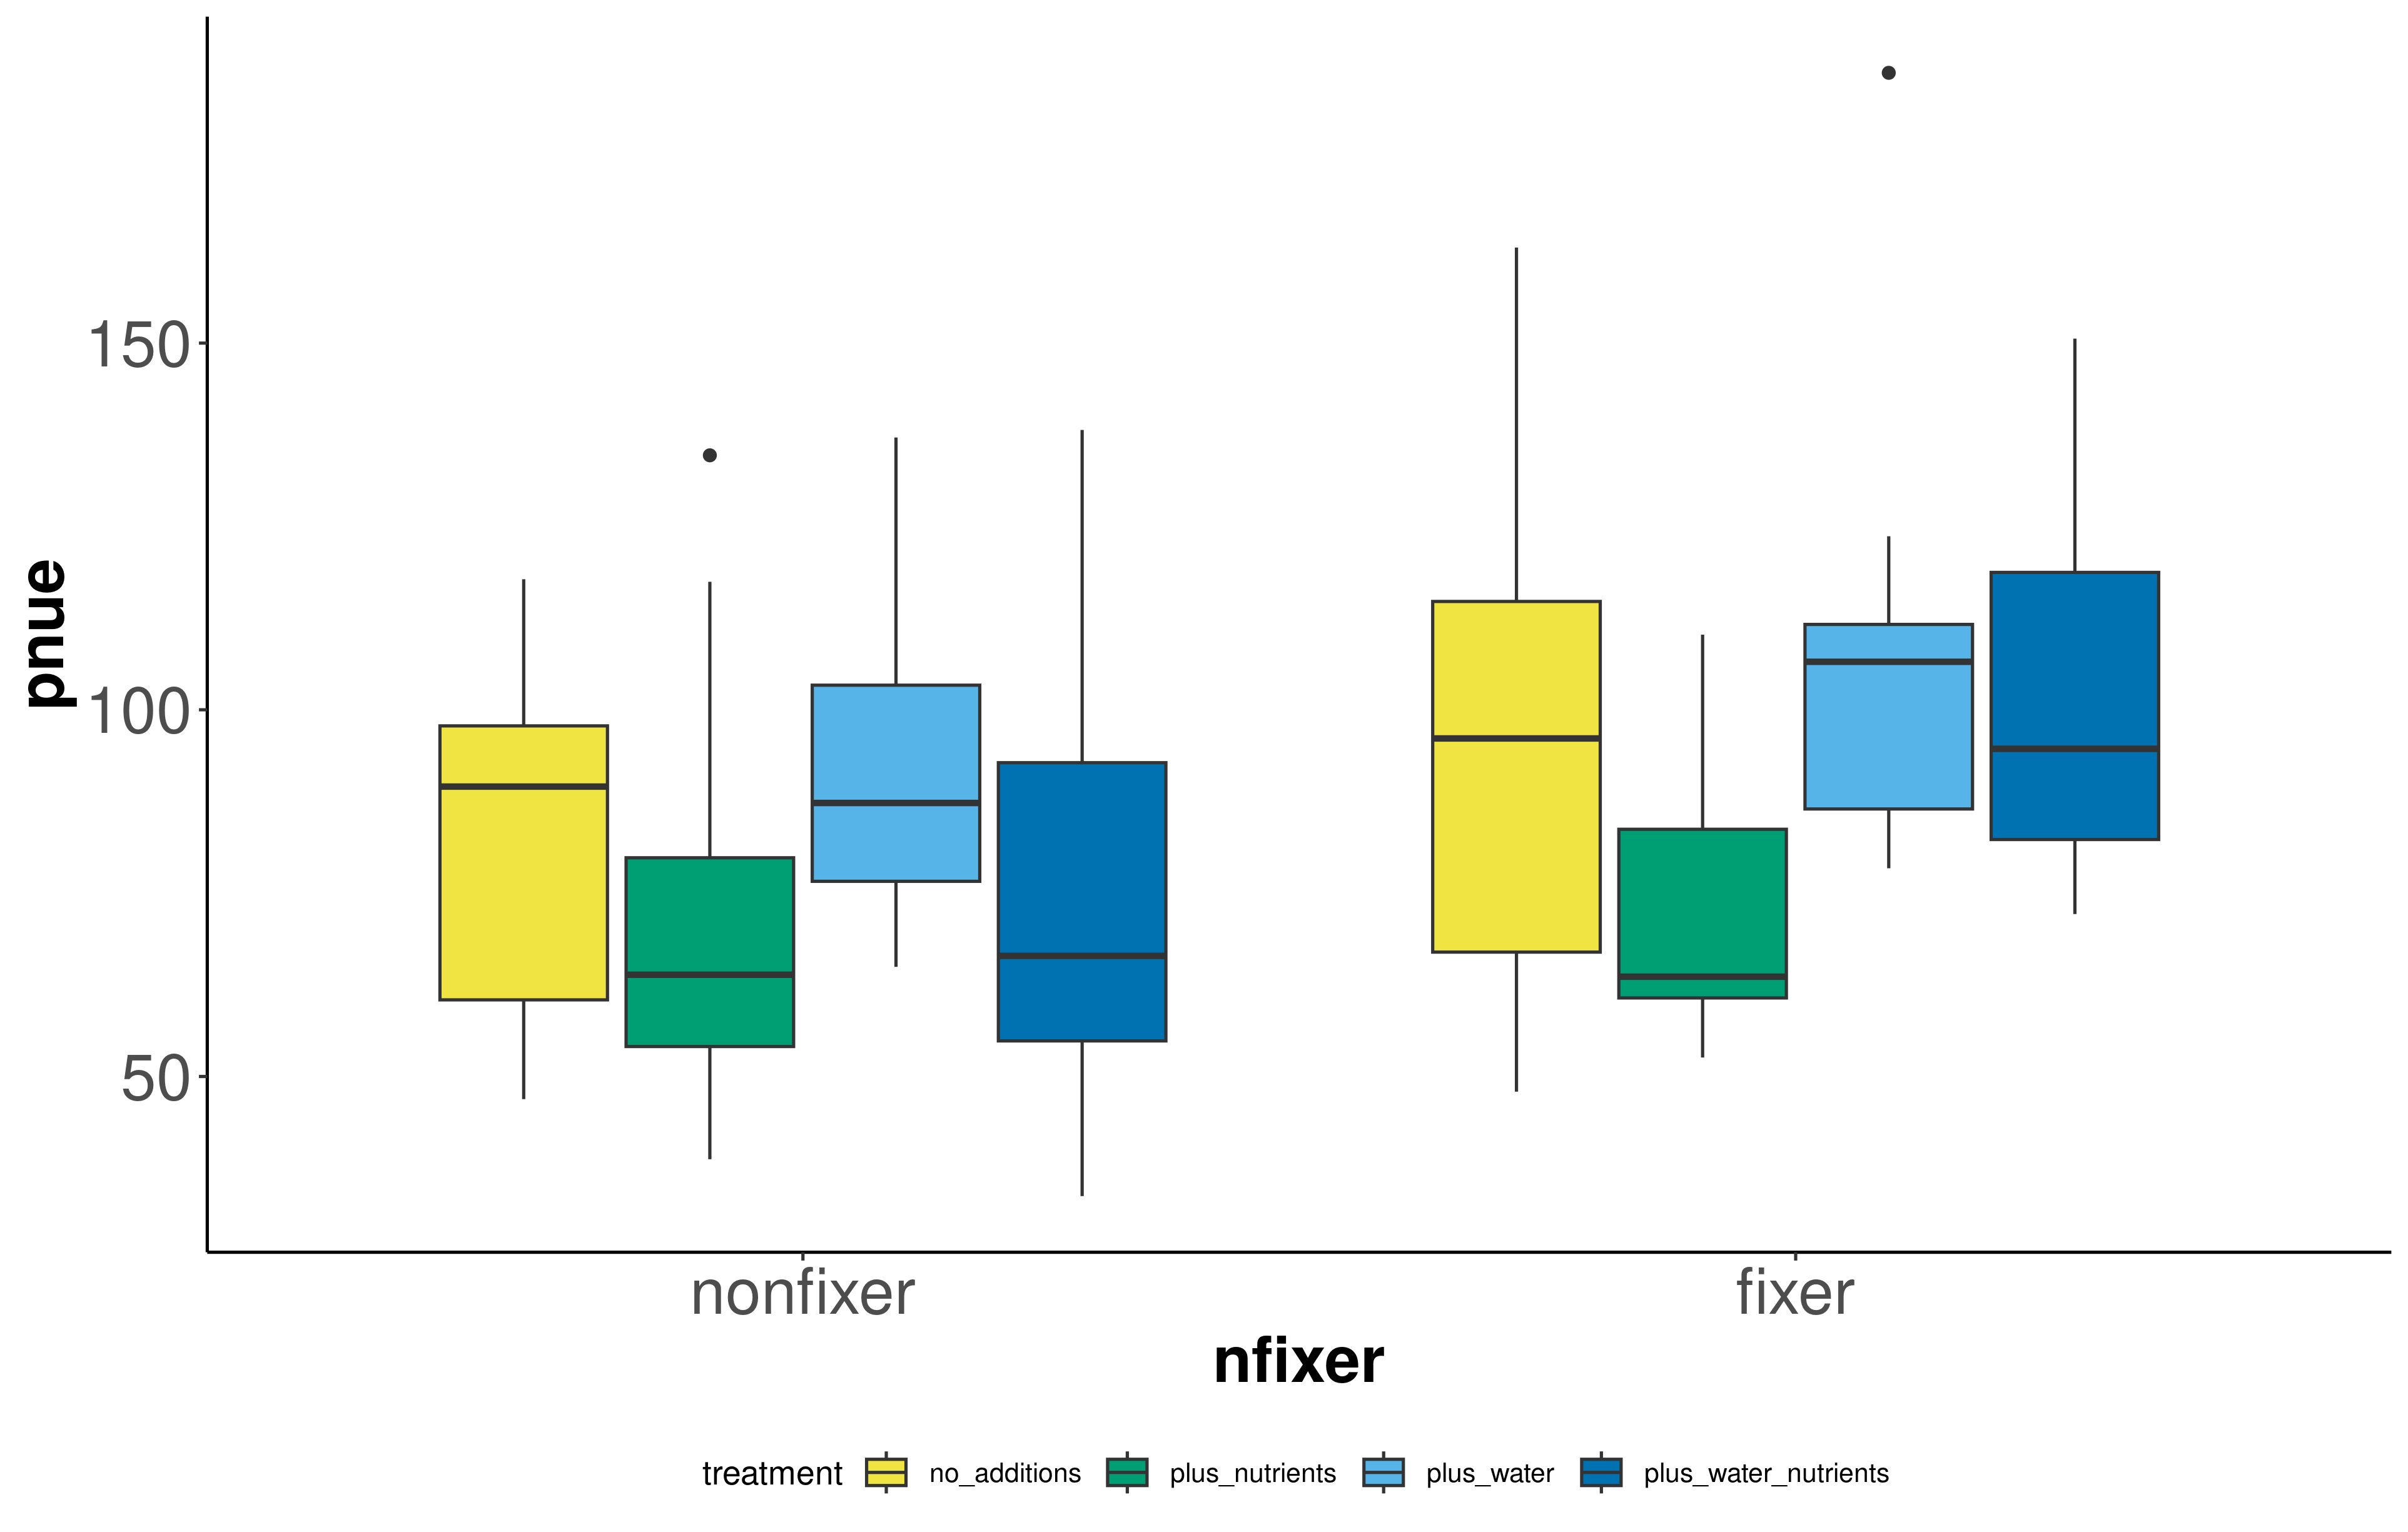 pnue
150
100
50
nonfixer fixer
nfixer
treatment no_additions plus_nutrients plus_water plus_water_nutrients